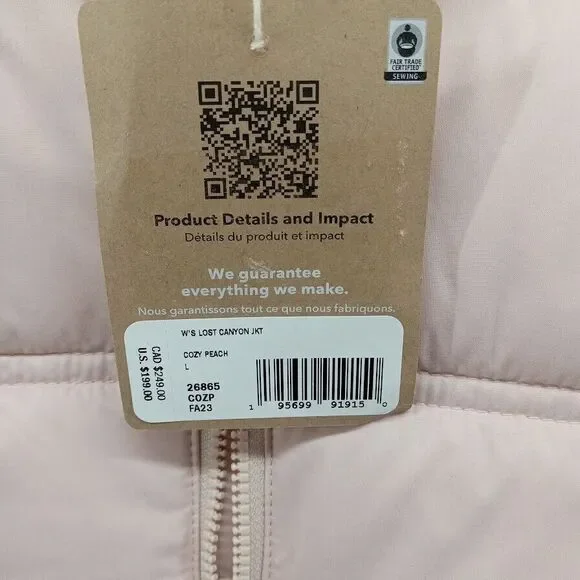 FAIR TRADE
CERTIFIED™
SEWING
Product Details and Impact
Détails du produit et impact
We guarantee
everything we make.
Nous garantissons tout ce que nous fabriquons.
W'S LOST CANYON JKT
COZY PEACH
L
26865
COZP
FA23
CAD $249.00
U.S. $199.00
1 95699 91915 0